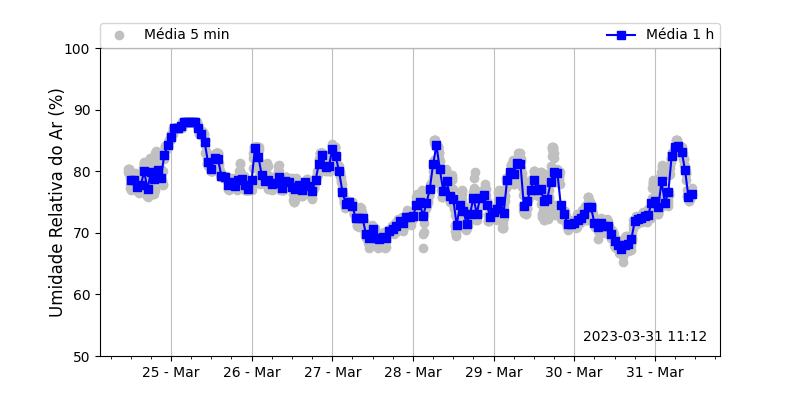 Média 5 min Média 1 h
Umidade Relativa do Ar (%)
100
90
80
70
60
50
2023-03-31 11:12
25 - Mar 26 - Mar 27 - Mar 28 - Mar 29 - Mar 30 - Mar 31 - Mar